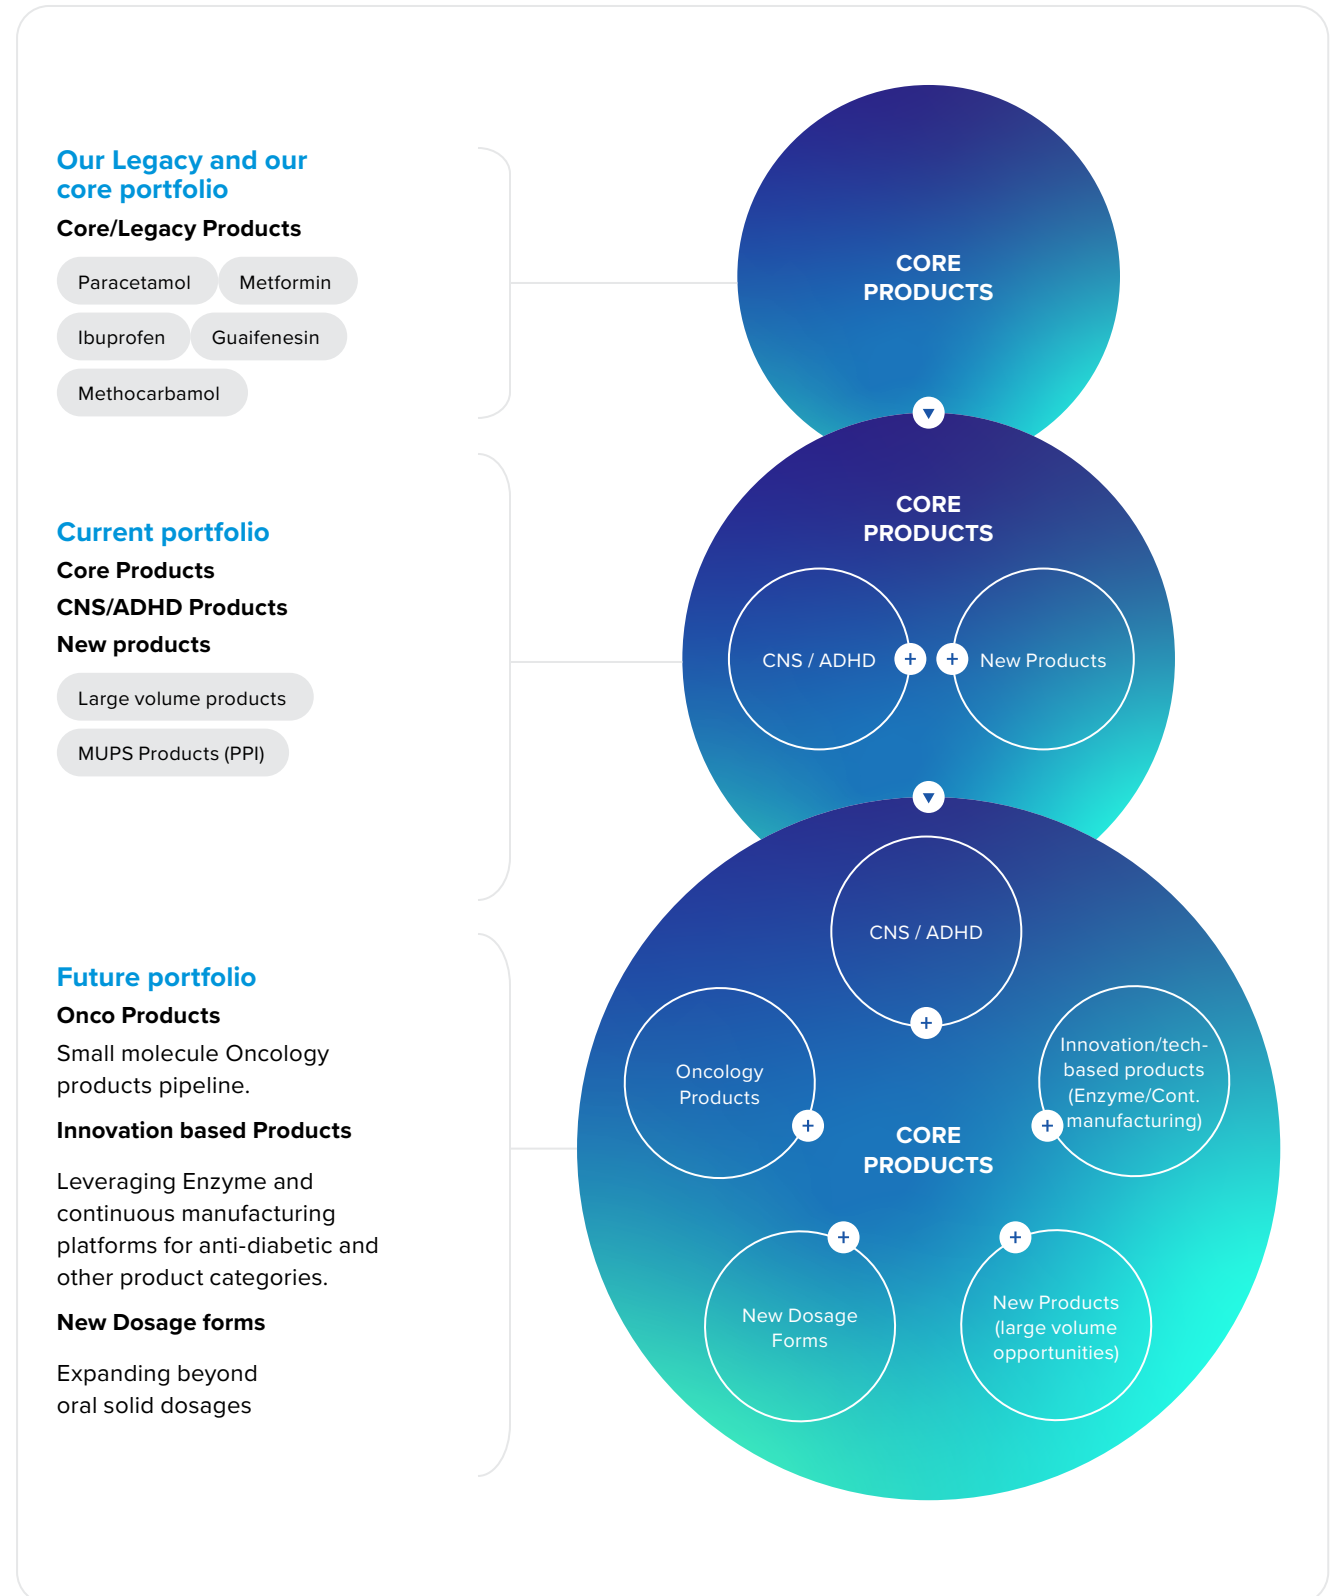 Our Legacy and our
core portfolio
Core/Legacy Products
Paracetamol
Metformin
Ibuprofen
Guaifenesin
Methocarbamol
CORE
PRODUCTS
Current portfolio
Core Products
CNS/ADHD Products
New products
Large volume products
MUPS Products (PPI)
CORE
PRODUCTS
CNS / ADHD
+
+
New Products
Future portfolio
Onco Products
Small molecule Oncology
products pipeline.
Innovation based Products
Leveraging Enzyme and
continuous manufacturing
platforms for anti-diabetic and
other product categories.
New Dosage forms
Expanding beyond
oral solid dosages
CNS / ADHD
+
Oncology
Products
+
Innovation/tech-
based products
(Enzyme/Cont.
manufacturing)
+
CORE
PRODUCTS
+
New Dosage
Forms
+
New Products
(large volume
opportunities)